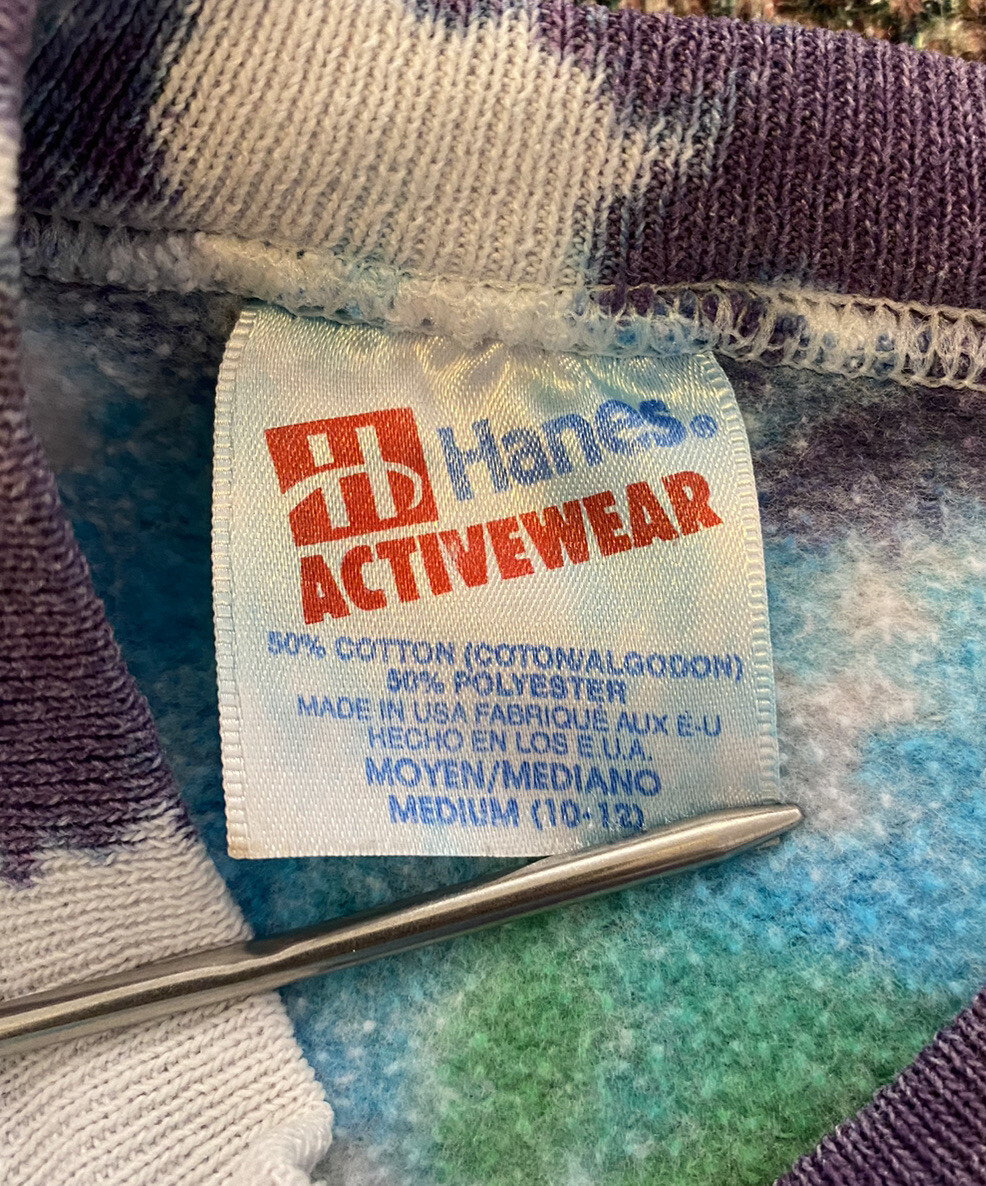 Hanes®
ACTIVEWEAR
50% COTTON (COTON/ALGODON)
50% POLYESTER
MADE IN USA FABRIQUÉ AUX É-U
HECHO EN LOS E.U.A.
MOYEN/MEDIANO
MEDIUM (10-12)